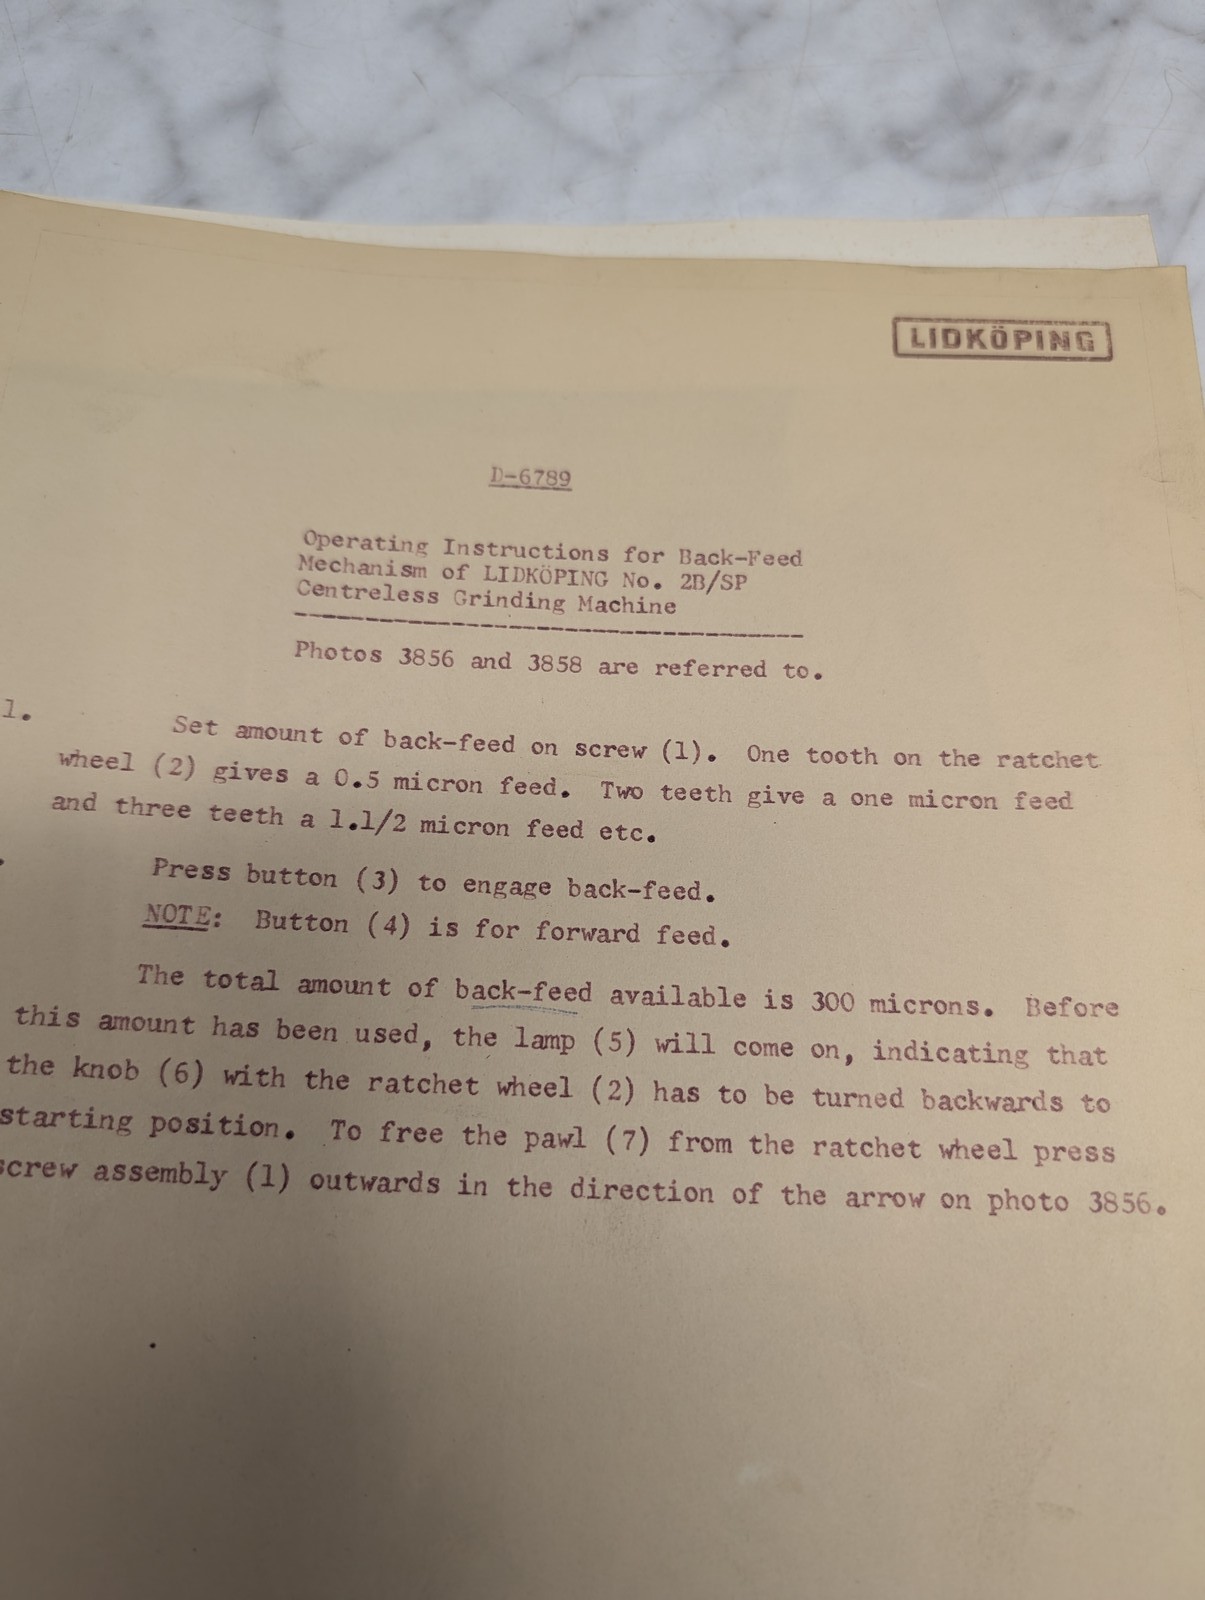 LIDKÖPING
D-6789
Operating Instructions for Back-Feed
Mechanism of LIDKÖPING No. 2B/SP
Centreless Grinding Machine
Photos 3856 and 3858 are referred to.
1. Set amount of back-feed on screw (1). One tooth on the ratchet
wheel (2) gives a 0.5 micron feed. Two teeth give a one micron feed
and three teeth a 1.1/2 micron feed etc.
Press button (3) to engage back-feed.
NOTE: Button (4) is for forward feed.
The total amount of back-feed available is 300 microns. Before
this amount has been used, the lamp (5) will come on, indicating that
the knob (6) with the ratchet wheel (2) has to be turned backwards to
starting position. To free the pawl (7) from the ratchet wheel press
screw assembly (1) outwards in the direction of the arrow on photo 3856.